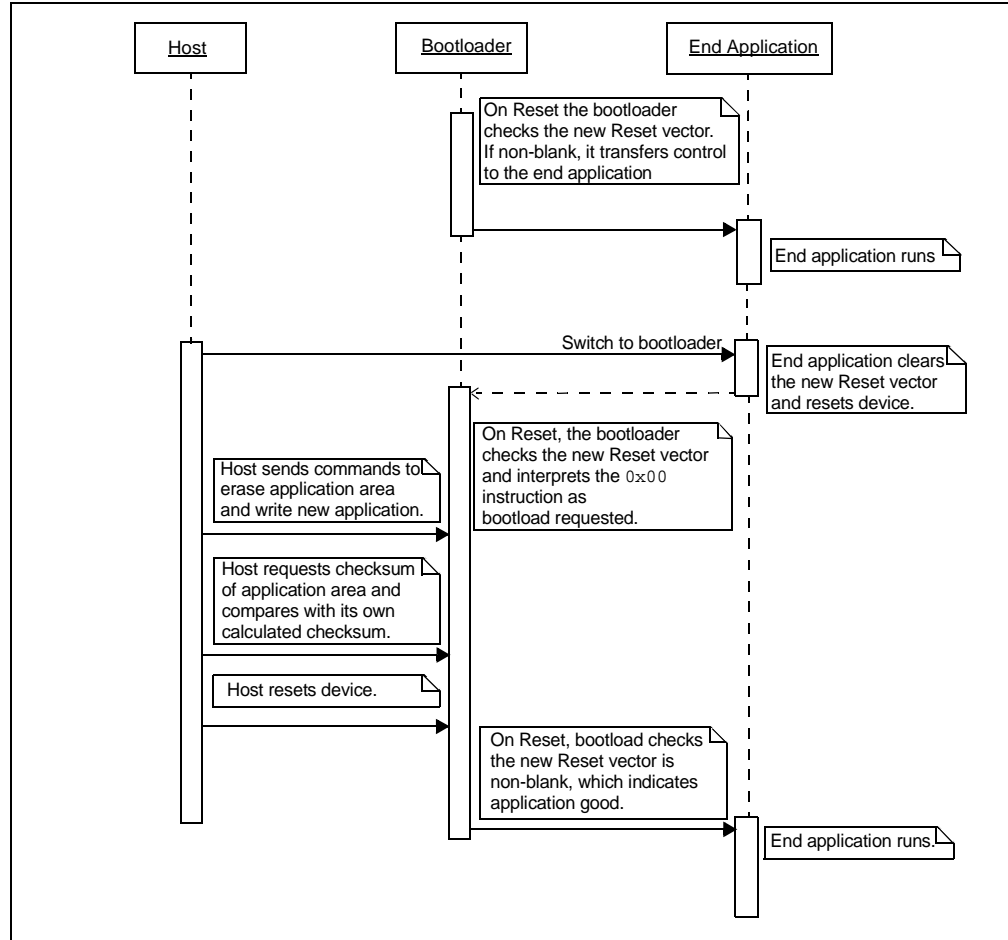 Host
Bootloader
End Application
On Reset the bootloader
checks the new Reset vector.
If non-blank, it transfers control
to the end application
End application runs
Switch to bootloader
End application clears
the new Reset vector
and resets device.
On Reset, the bootloader
checks the new Reset vector
and interprets the 0x00
instruction as
bootload requested.
Host sends commands to
erase application area
and write new application.
Host requests checksum
of application area and
compares with its own
calculated checksum.
Host resets device.
On Reset, bootload checks
the new Reset vector is
non-blank, which indicates
application good.
End application runs.